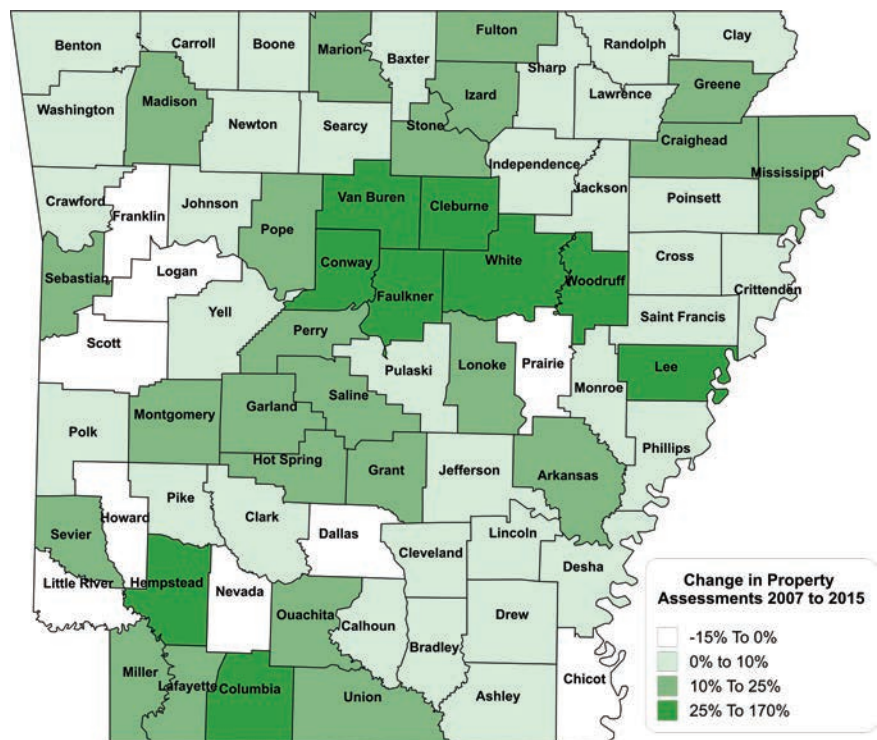 Benton
Carroll
Boone
Marion
Baxter
Fulton
Sharp
Randolph
Clay
Washington
Madison
Newton
Searcy
Stone
Izard
Independence
Lawrence
Greene
Craighead
Mississippi
Jackson
Poinsett
Crawford
Franklin
Johnson
Pope
Van Buren
Cleburne
Sebastian
Logan
Conway
Faulkner
White
Woodruff
Cross
Crittenden
Saint Francis
Scott
Yell
Perry
Pulaski
Lonoke
Prairie
Monroe
Lee
Phillips
Polk
Montgomery
Garland
Saline
Hot Spring
Grant
Jefferson
Arkansas
Sevier
Howard
Pike
Clark
Dallas
Cleveland
Lincoln
Desha
Little River
Hempstead
Nevada
Ouachita
Calhoun
Bradley
Drew
Chicot
Miller
Lafayette
Columbia
Union
Ashley
Change in Property
Assessments 2007 to 2015
-15% To 0%
0% to 10%
10% To 25%
25% To 170%